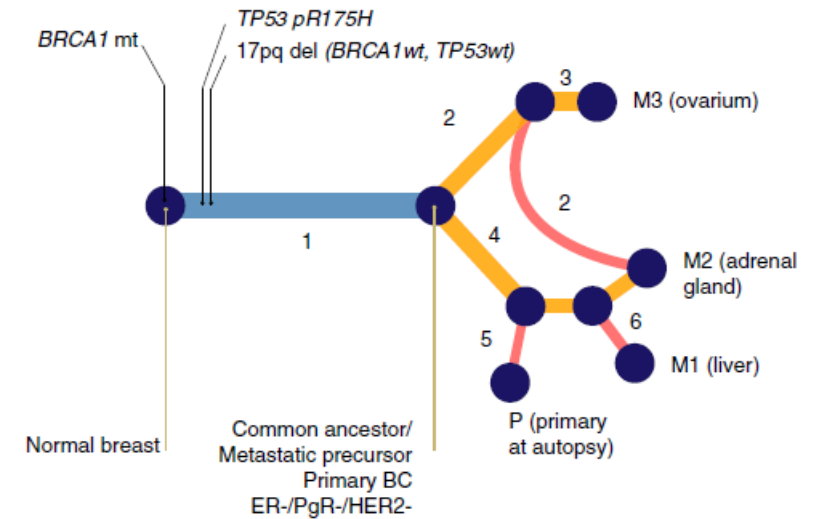 TP53 pR175H
BRCA1 mt
17pq del (BRCA1wt, TP53wt)
3
M3 (ovarium)
2
2
1
4
M2 (adrenal
gland)
6
5
M1 (liver)
P (primary
at autopsy)
Normal breast
Common ancestor/
Metastatic precursor
Primary BC
ER-/PgR-/HER2-